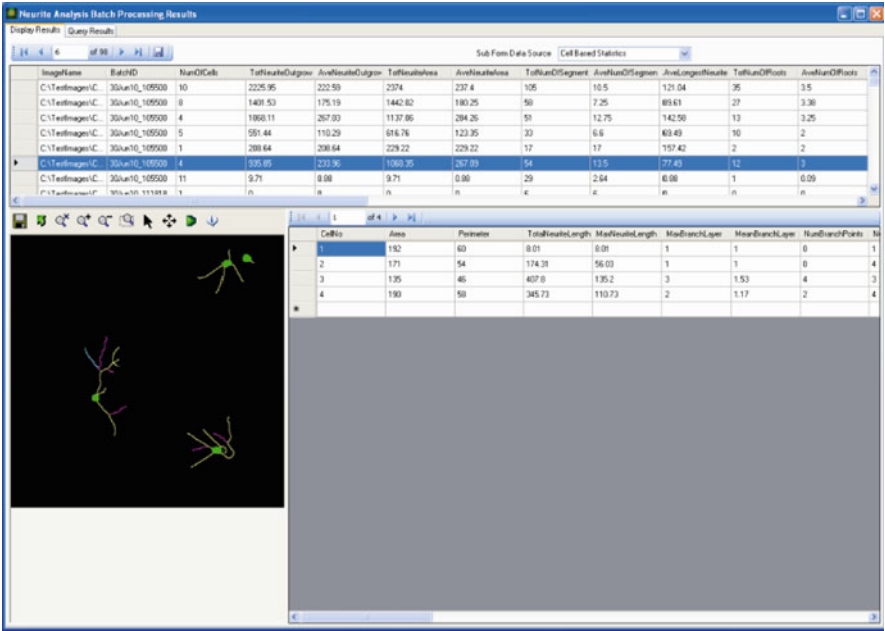 Neurite Analysis Batch Processing Results
Display Results Query Results
6 of 98 Sub Form Data Source Cell Based Statistics
ImageName BatchID NumOfCells TotNeuriteOutgrow AveNeuriteOutgrov TotNeuriteArea AveNeuriteArea TotNumOfSegment AveNumOfSegmen AveLongestNeurite TotNumOfRoots AveNumOfRoots
C:\TestImages\C... 30Jun10_105500 10 2225.95 222.59 2374 237.4 105 10.5 121.04 35 3.5
C:\TestImages\C... 30Jun10_105500 8 1401.53 175.19 1442.02 180.25 58 7.25 89.61 27 3.38
C:\TestImages\C... 30Jun10_105500 4 1068.11 267.03 1137.06 284.26 51 12.75 142.58 13 3.25
C:\TestImages\C... 30Jun10_105500 5 551.44 110.29 616.76 123.35 33 6.6 69.49 10 2
C:\TestImages\C... 30Jun10_105500 1 208.64 208.64 229.22 229.22 17 17 157.42 2 2
C:\TestImages\C... 30Jun10_105500 4 935.85 233.96 1068.35 267.09 54 13.5 77.49 12 3
C:\TestImages\C... 30Jun10_105500 11 9.71 0.88 9.71 0.88 29 2.64 0.88 1 0.09
1 of 4
CellNo Area Perimeter TotalNeuriteLength MaxNeuriteLength MaxBranchLayer MeanBranchLayer NumBranchPoints
1 192 60 8.01 8.01 1 1 0 1
2 171 54 174.31 56.03 1 1 0 4
3 135 46 407.8 135.2 3 1.53 4 3
4 190 58 345.73 110.73 2 1.17 2 4